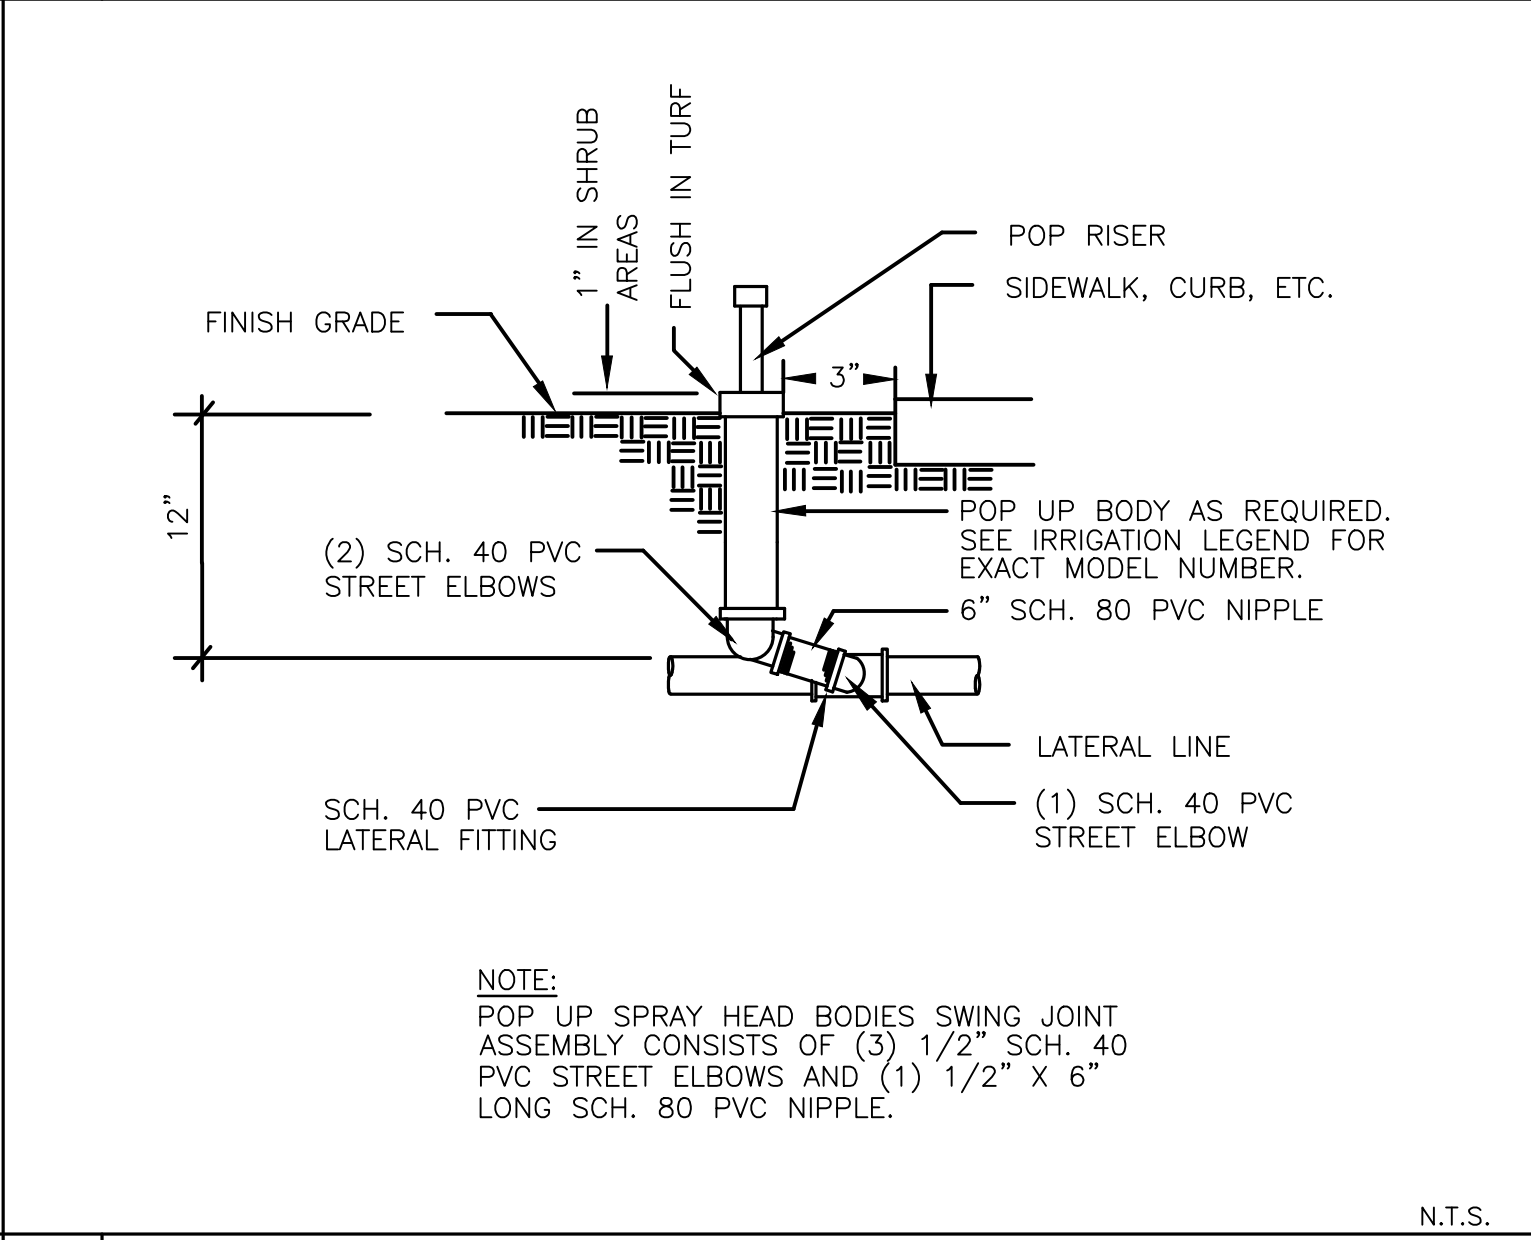 1” IN SHRUB
AREAS
FLUSH IN TURF
POP RISER
SIDEWALK, CURB, ETC.
FINISH GRADE
3”
12”
POP UP BODY AS REQUIRED.
SEE IRRIGATION LEGEND FOR
EXACT MODEL NUMBER.
(2) SCH. 40 PVC
STREET ELBOWS
6” SCH. 80 PVC NIPPLE
LATERAL LINE
SCH. 40 PVC
LATERAL FITTING
(1) SCH. 40 PVC
STREET ELBOW
NOTE:
POP UP SPRAY HEAD BODIES SWING JOINT
ASSEMBLY CONSISTS OF (3) 1/2” SCH. 40
PVC STREET ELBOWS AND (1) 1/2” X 6”
LONG SCH. 80 PVC NIPPLE.
N.T.S.